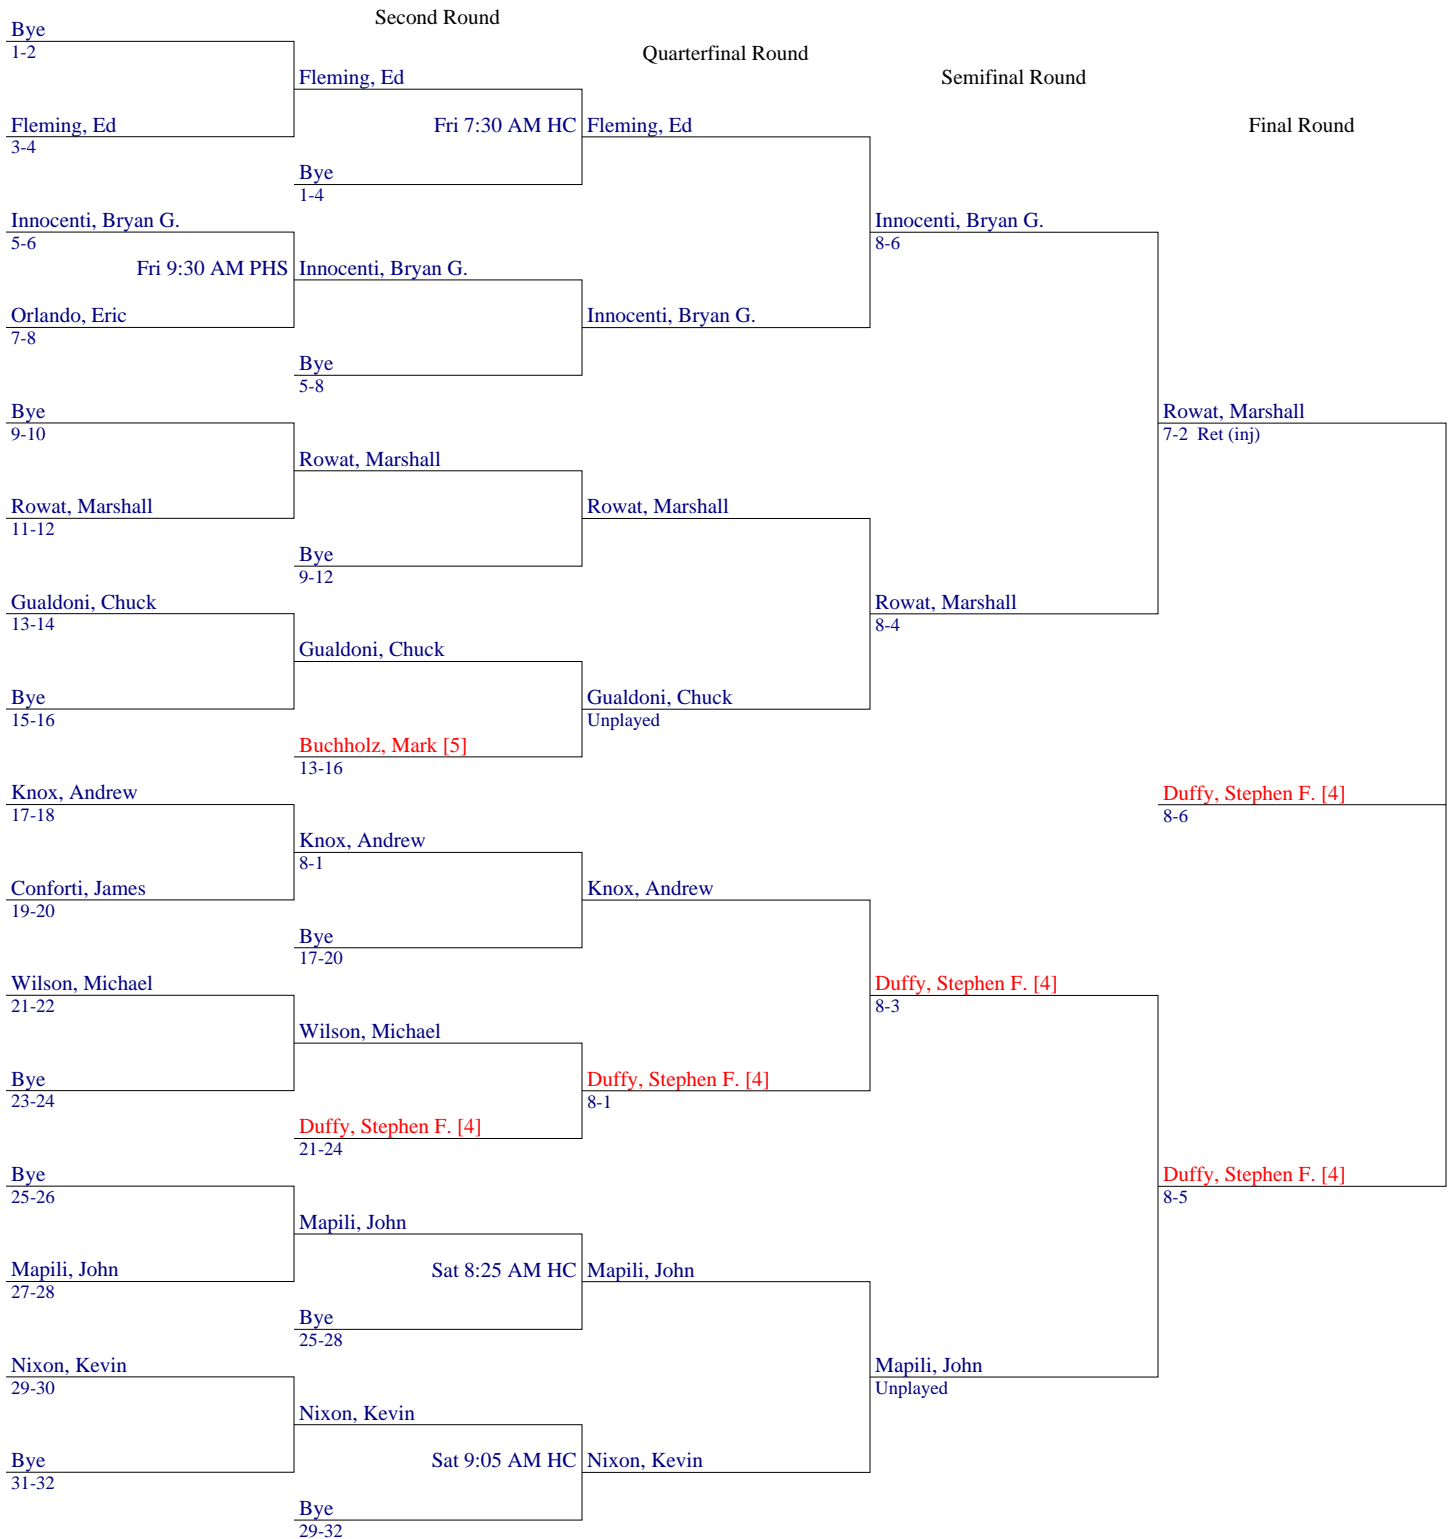 Second Round
Quarterfinal Round
Semifinal Round
Final Round
Bye
1-2
Fleming, Ed
Fleming, Ed
3-4
Fri 7:30 AM HC
Fleming, Ed
Bye
1-4
Innocenti, Bryan G.
5-6
Innocenti, Bryan G.
8-6
Fri 9:30 AM PHS
Innocenti, Bryan G.
Orlando, Eric
7-8
Innocenti, Bryan G.
Bye
5-8
Bye
9-10
Rowat, Marshall
7-2 Ret (inj)
Rowat, Marshall
Rowat, Marshall
11-12
Rowat, Marshall
Bye
9-12
Gualdoni, Chuck
13-14
Rowat, Marshall
8-4
Gualdoni, Chuck
Bye
15-16
Gualdoni, Chuck
Unplayed
Buchholz, Mark [5]
13-16
Knox, Andrew
17-18
Duffy, Stephen F. [4]
8-6
Knox, Andrew
8-1
Conforti, James
19-20
Knox, Andrew
Bye
17-20
Wilson, Michael
21-22
Duffy, Stephen F. [4]
8-3
Wilson, Michael
Bye
23-24
Duffy, Stephen F. [4]
8-1
Duffy, Stephen F. [4]
21-24
Bye
25-26
Duffy, Stephen F. [4]
8-5
Mapili, John
Mapili, John
27-28
Sat 8:25 AM HC
Mapili, John
Bye
25-28
Nixon, Kevin
29-30
Mapili, John
Unplayed
Nixon, Kevin
Bye
31-32
Sat 9:05 AM HC
Nixon, Kevin
Bye
29-32